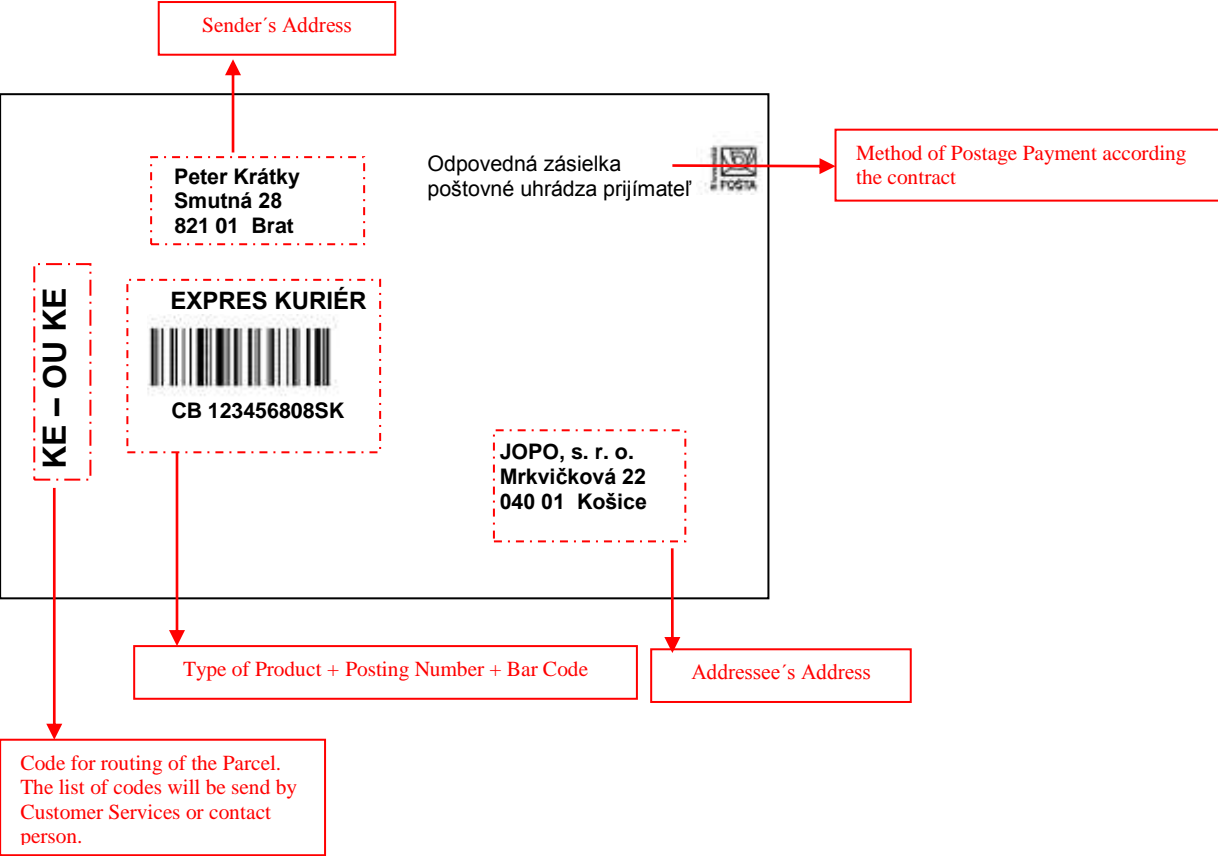 Sender´s Address
Peter Krátky
Smutná 28
821 01 Brat
Odpovedná zásielka
poštovné uhrádza prijímateľ
POŠTA
Method of Postage Payment according
the contract
KE – OU KE
EXPRES KURIÉR
CB 123456808SK
JOPO, s. r. o.
Mrkvičková 22
040 01 Košice
Type of Product + Posting Number + Bar Code
Addressee´s Address
Code for routing of the Parcel.
The list of codes will be send by
Customer Services or contact
person.